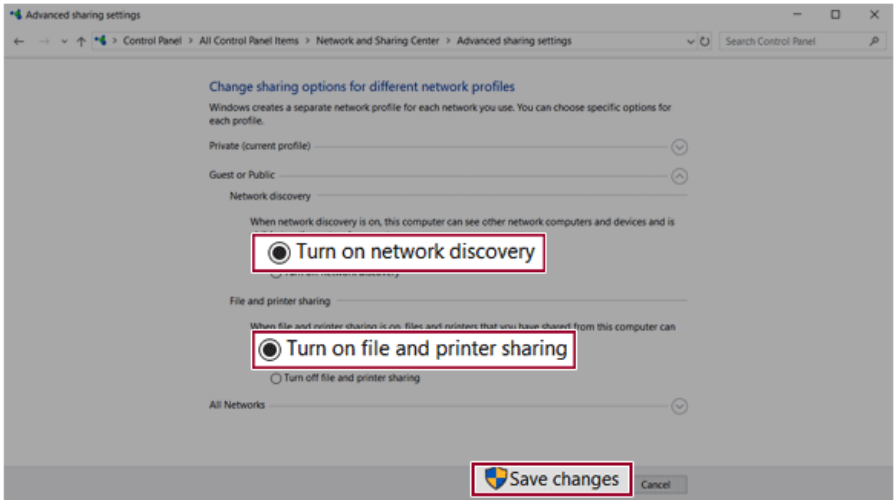 Advanced sharing settings
Control Panel > All Control Panel Items > Network and Sharing Center > Advanced sharing settings
Search Control Panel
Change sharing options for different network profiles
Windows creates a separate network profile for each network you use. You can choose specific options for
each profile.
Private (current profile)
Guest or Public
Network discovery
When network discovery is on, this computer can see other network computers and devices and is
Turn on network discovery
Turn off network discovery
File and printer sharing
When file and printer sharing is on, files and printers that you have shared from this computer can
Turn on file and printer sharing
Turn off file and printer sharing
All Networks
Save changes
Cancel